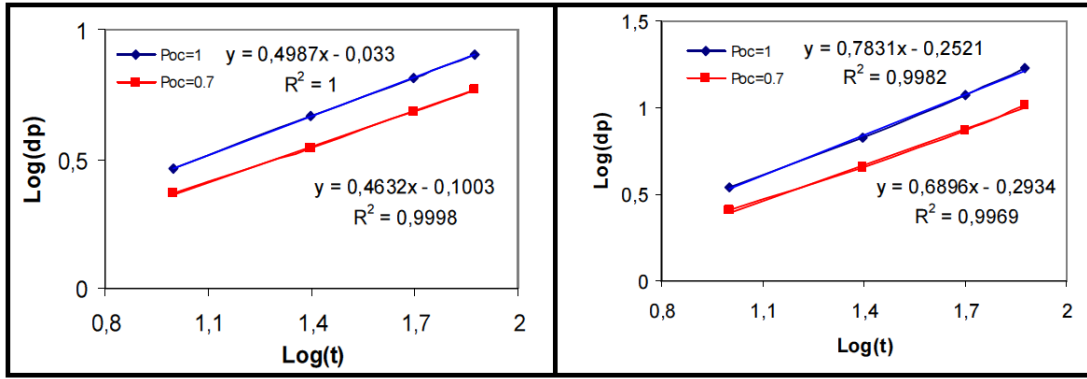 1
Poc=1
Poc=0.7
y = 0,4987x - 0,033
R² = 1
Log(dp)
0,5
y = 0,4632x - 0,1003
R² = 0,9998
0
0,8 1,1 1,4 1,7 2
Log(t)
1,5
Poc=1
Poc=0.7
y = 0,7831x - 0,2521
R² = 0,9982
1
Log(dp)
0,5
y = 0,6896x - 0,2934
R² = 0,9969
0
0,8 1,1 1,4 1,7 2
Log(t)